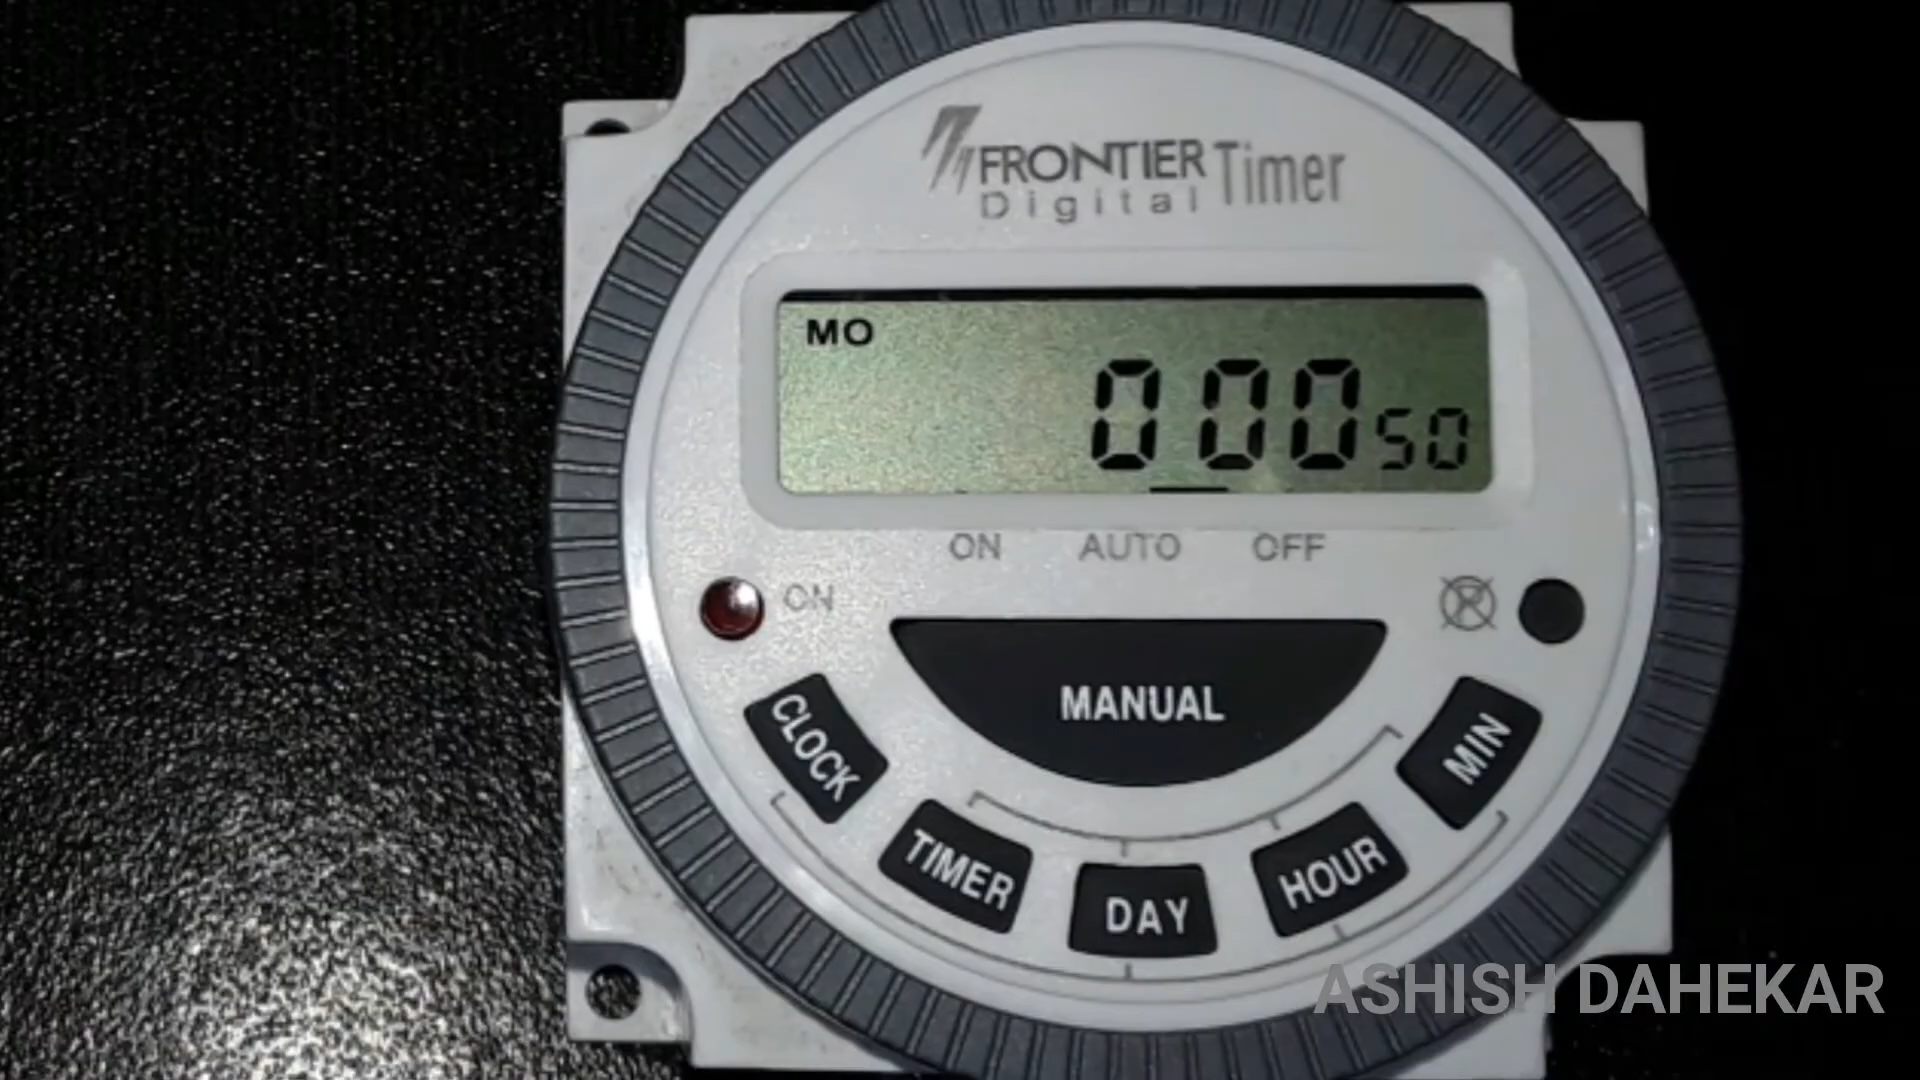 FRONTIER Timer
Digital
MO
0 00 50
ON AUTO OFF
ON
MANUAL
CLOCK
TIMER
DAY
HOUR
MIN
ASHISH DAHEKAR